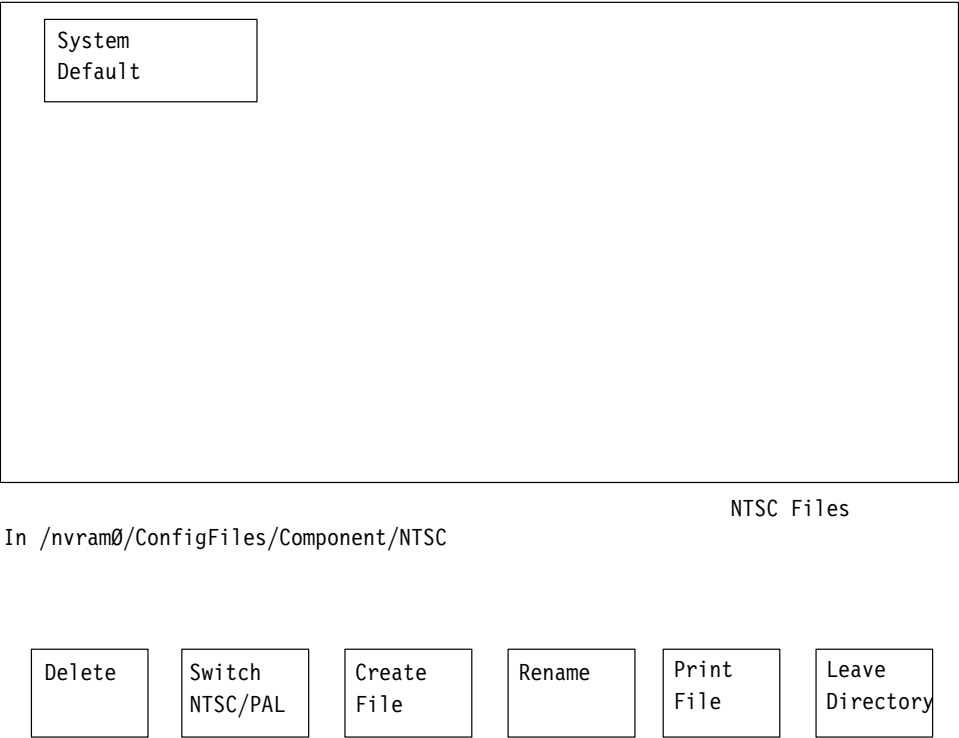 System
Default
NTSC Files
In /nvramØ/ConfigFiles/Component/NTSC
Delete
Switch
NTSC/PAL
Create
File
Rename
Print
File
Leave
Directory